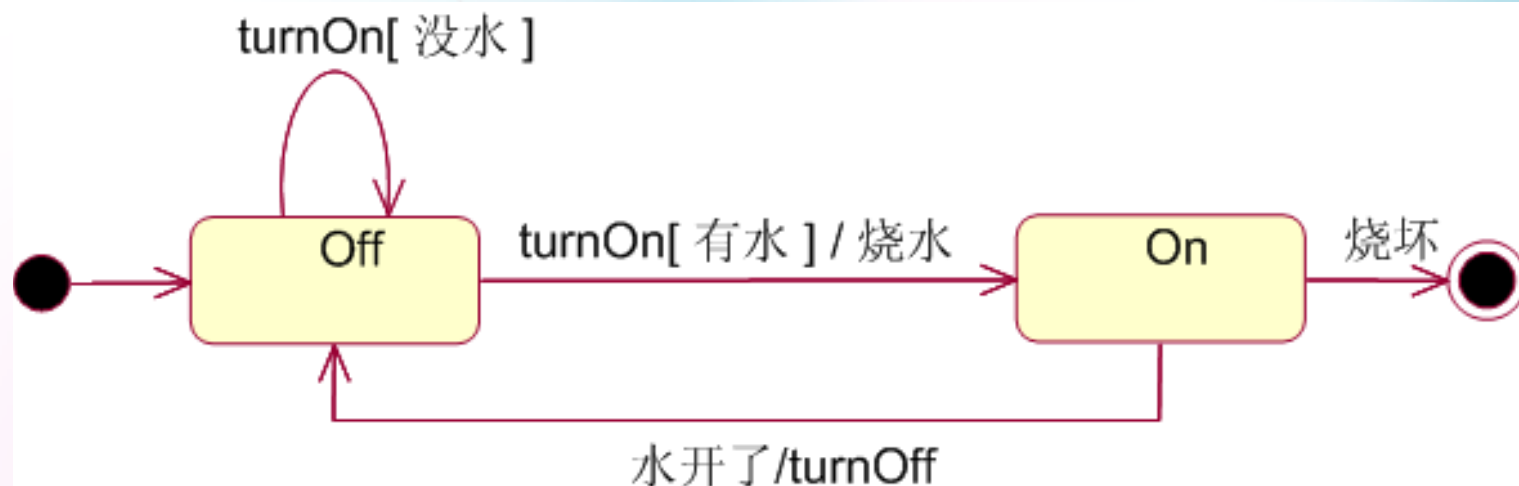 turnOn[ 没水 ]
Off
turnOn[ 有水 ] / 烧水
On
烧坏
水开了/turnOff